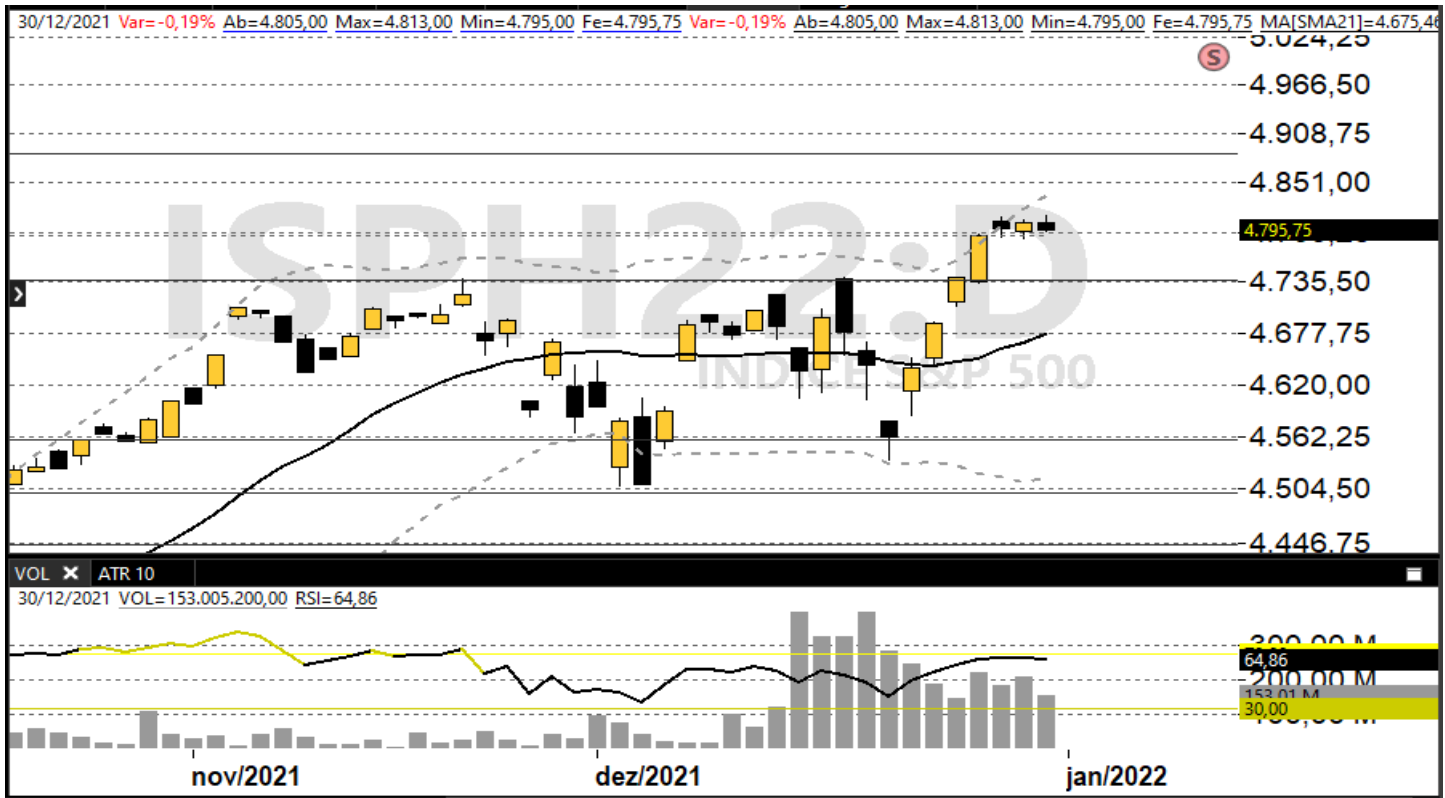 30/12/2021 Var=-0,19% Ab=4.805,00 Max=4.813,00 Min=4.795,00 Fe=4.795,75 Var=-0,19% Ab=4.805,00 Max=4.813,00 Min=4.795,00 Fe=4.795,75 MA[SMA21]=4.675,46
5.024,25
S
4.966,50
4.908,75
4.851,00
ISPH22:D
4.795,75
4.735,50
4.677,75
INDICE S&P 500
4.620,00
4.562,25
4.504,50
4.446,75
VOL ATR 10
30/12/2021 VOL=153.005.200,00 RSI=64,86
300,00 M
64,86
200,00 M
153,01 M
30,00
nov/2021 dez/2021 jan/2022